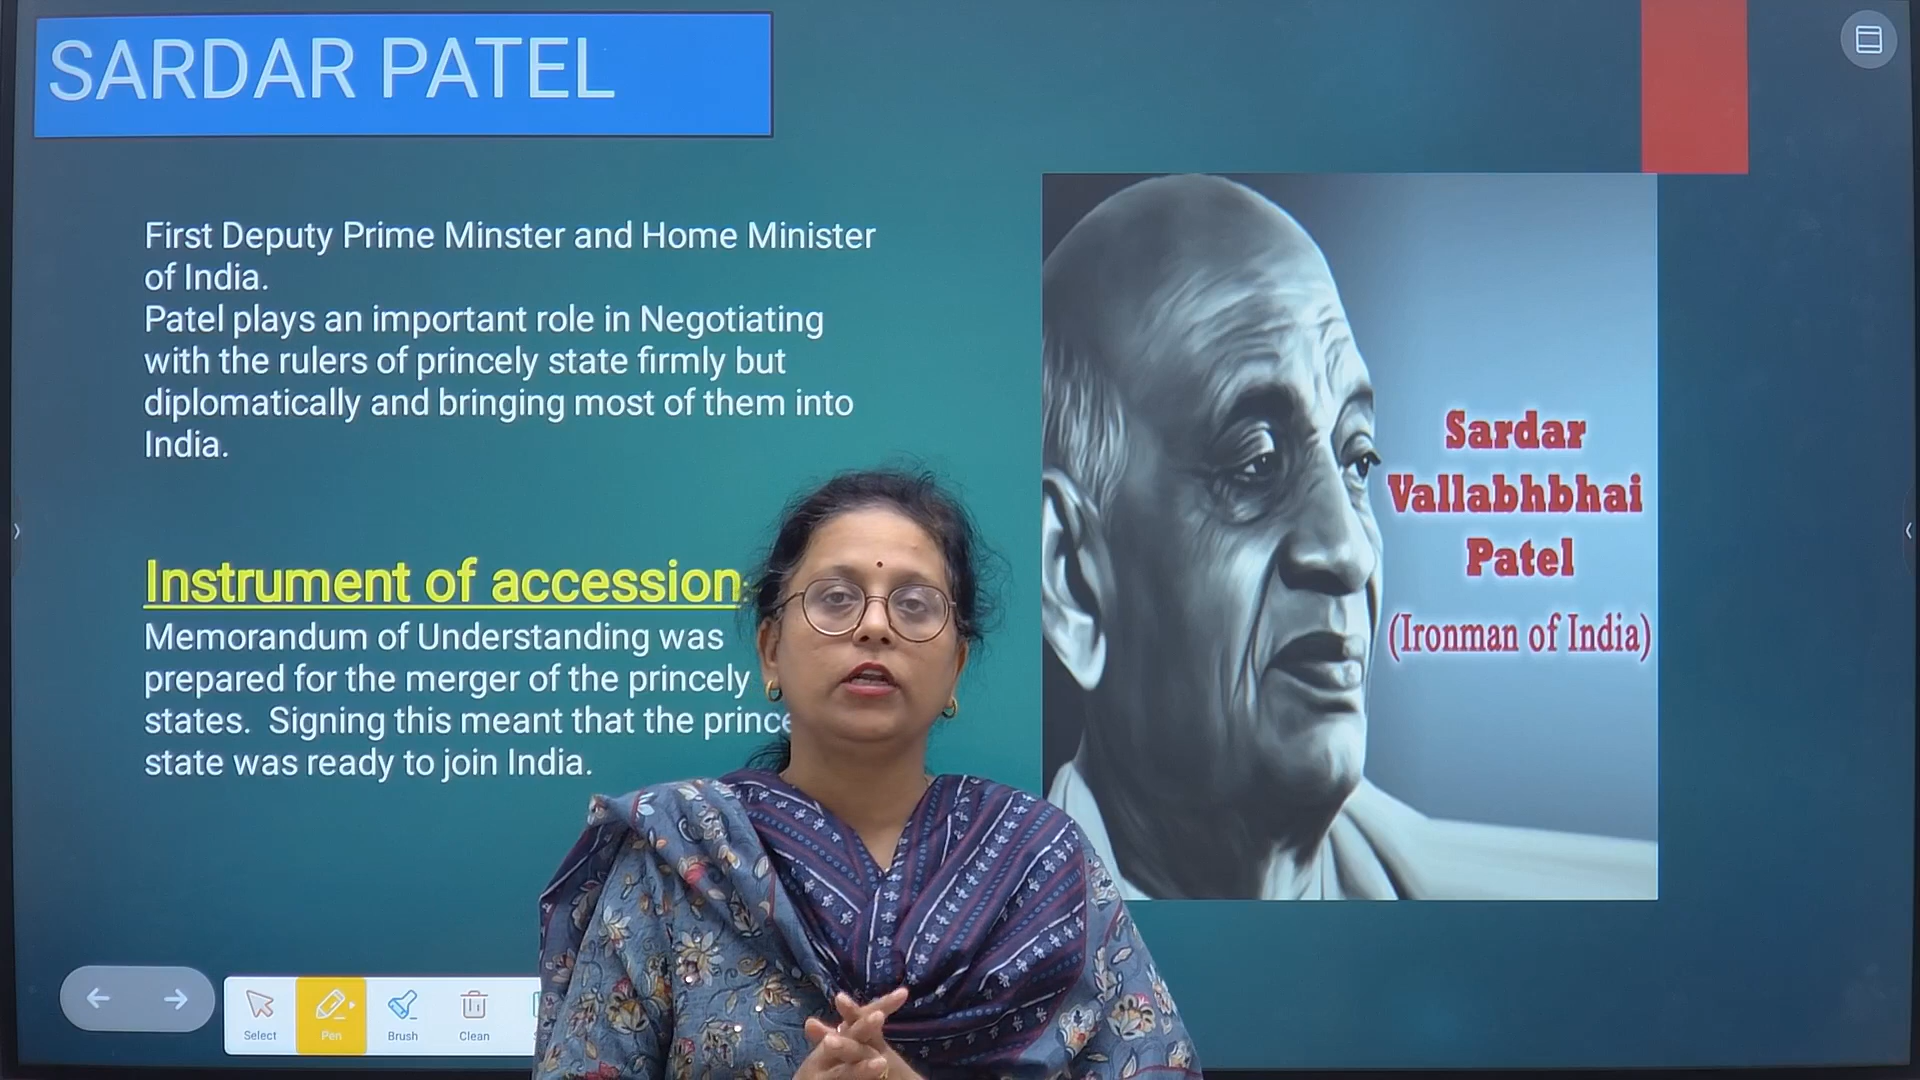 SARDAR PATEL
First Deputy Prime Minster and Home Minister
of India.
Patel plays an important role in Negotiating
with the rulers of princely state firmly but
diplomatically and bringing most of them into
India.
Instrument of accession
Memorandum of Understanding was
prepared for the merger of the princely
states.  Signing this meant that the
state was ready to join India.
Sardar
Vallabhbhai
Patel
(Ironman of India)
Select
Pen
Brush
Clean